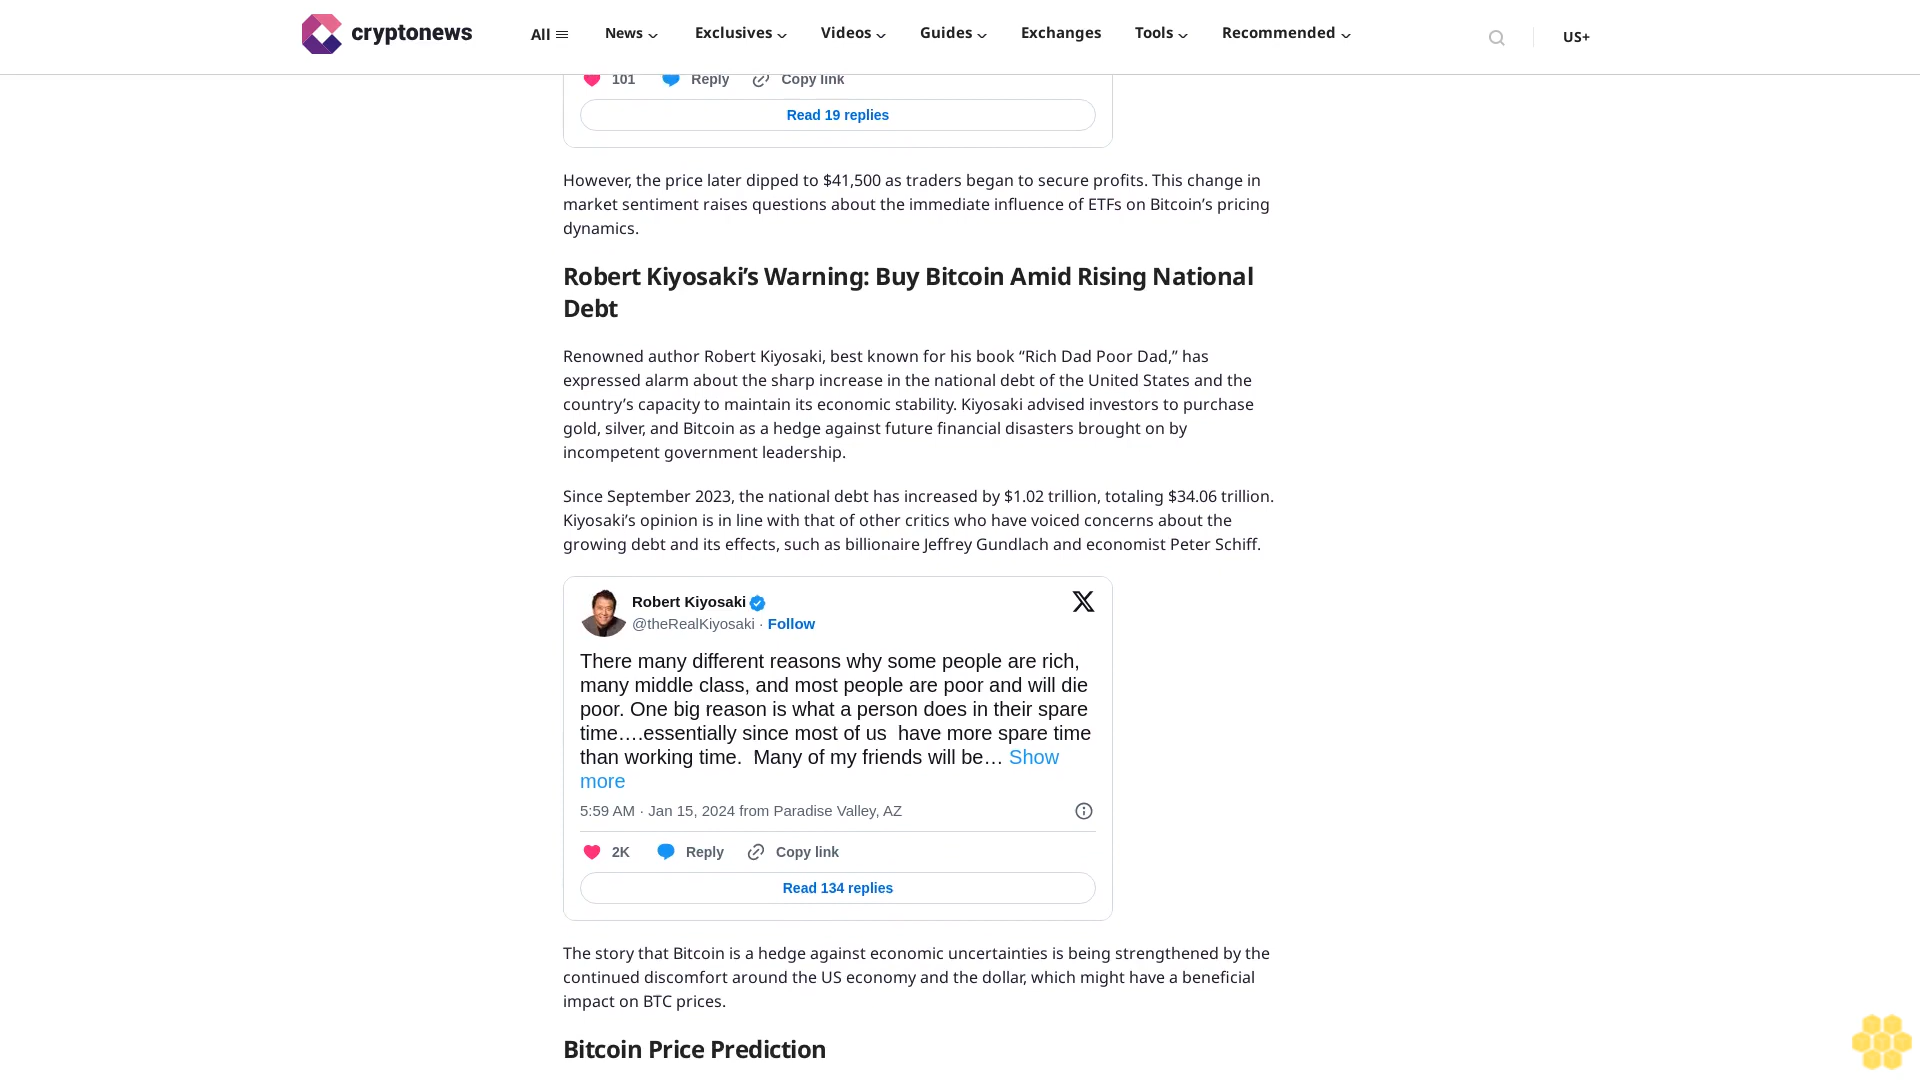 cryptonews
All
News
Exclusives
Videos
Guides
Exchanges
Tools
Recommended
US+
101 Reply Copy link
Read 19 replies
However, the price later dipped to $41,500 as traders began to secure profits. This change in
market sentiment raises questions about the immediate influence of ETFs on Bitcoin’s pricing
dynamics.
Robert Kiyosaki’s Warning: Buy Bitcoin Amid Rising National
Debt
Renowned author Robert Kiyosaki, best known for his book “Rich Dad Poor Dad,” has
expressed alarm about the sharp increase in the national debt of the United States and the
country’s capacity to maintain its economic stability. Kiyosaki advised investors to purchase
gold, silver, and Bitcoin as a hedge against future financial disasters brought on by
incompetent government leadership.
Since September 2023, the national debt has increased by $1.02 trillion, totaling $34.06 trillion.
Kiyosaki’s opinion is in line with that of other critics who have voiced concerns about the
growing debt and its effects, such as billionaire Jeffrey Gundlach and economist Peter Schiff.
Robert Kiyosaki
@theRealKiyosaki · Follow
There many different reasons why some people are rich,
many middle class, and most people are poor and will die
poor. One big reason is what a person does in their spare
time….essentially since most of us  have more spare time
than working time.  Many of my friends will be… Show
more
5:59 AM · Jan 15, 2024 from Paradise Valley, AZ
2K Reply Copy link
Read 134 replies
The story that Bitcoin is a hedge against economic uncertainties is being strengthened by the
continued discomfort around the US economy and the dollar, which might have a beneficial
impact on BTC prices.
Bitcoin Price Prediction